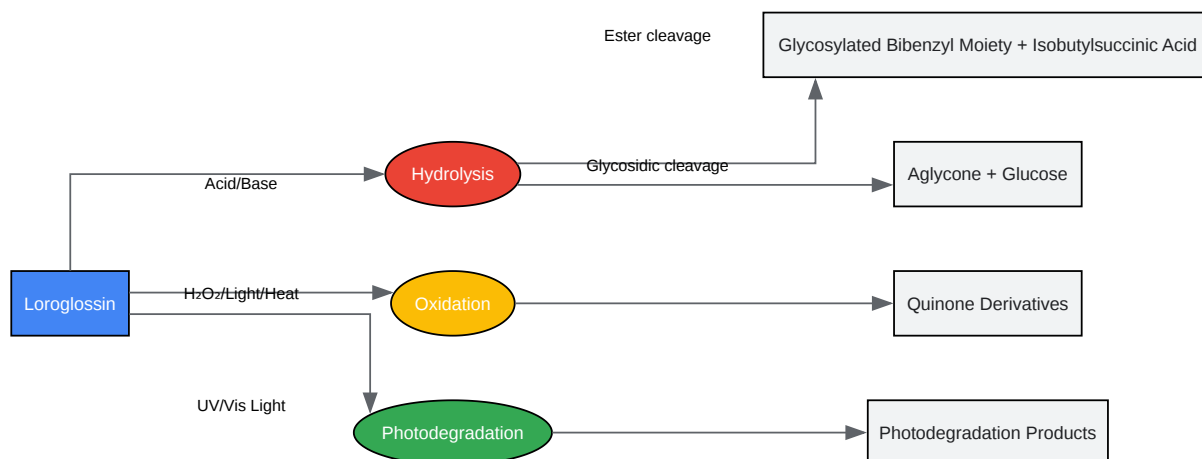 Ester cleavage
Glycosylated Bibenzyl Moiety + Isobutylsuccinic Acid
Hydrolysis
Glycosidic cleavage
Acid/Base
Aglycone + Glucose
Loroglossin
H₂O₂/Light/Heat
Oxidation
Quinone Derivatives
UV/Vis Light
Photodegradation
Photodegradation Products